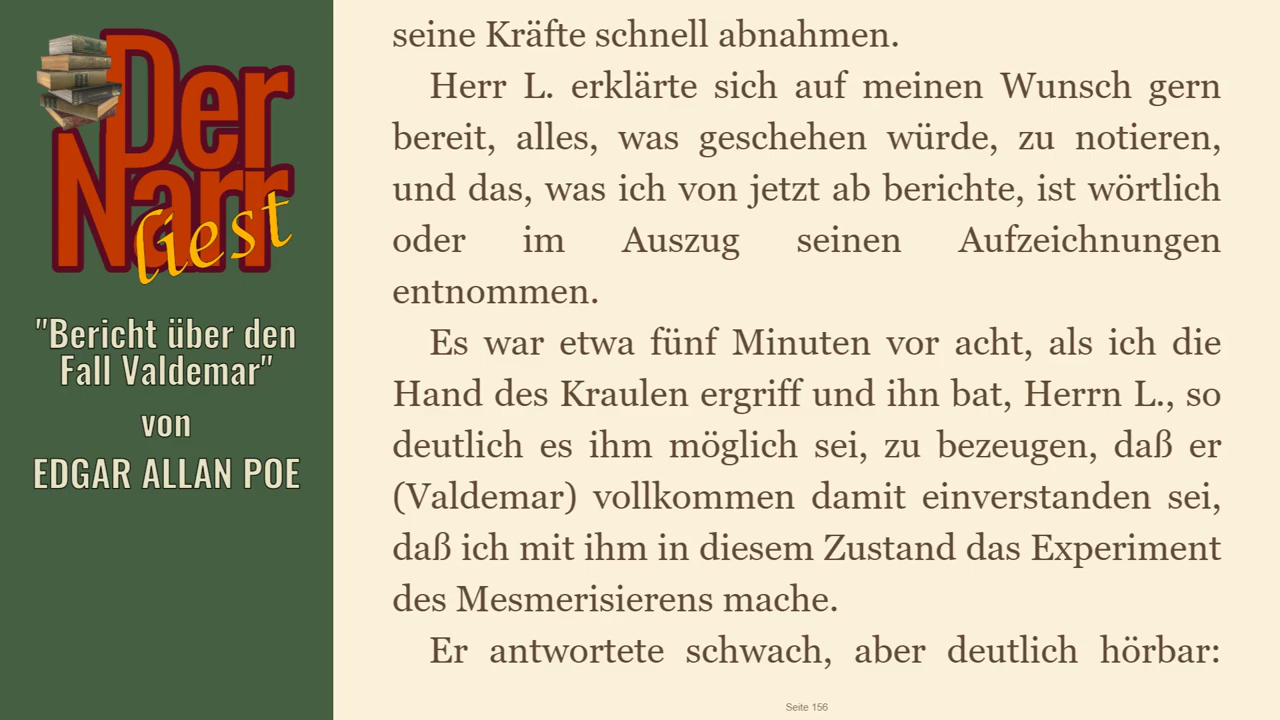 Der
Narr
liest
"Bericht über den
Fall Valdemar"
von
EDGAR ALLAN POE
seine Kräfte schnell abnahmen.
Herr L. erklärte sich auf meinen Wunsch gern
bereit, alles, was geschehen würde, zu notieren,
und das, was ich von jetzt ab berichte, ist wörtlich
oder im Auszug seinen Aufzeichnungen
entnommen.
Es war etwa fünf Minuten vor acht, als ich die
Hand des Kraulen ergriff und ihn bat, Herrn L., so
deutlich es ihm möglich sei, zu bezeugen, daß er
(Valdemar) vollkommen damit einverstanden sei,
daß ich mit ihm in diesem Zustand das Experiment
des Mesmerisierens mache.
Er antwortete schwach, aber deutlich hörbar:
Seite 156